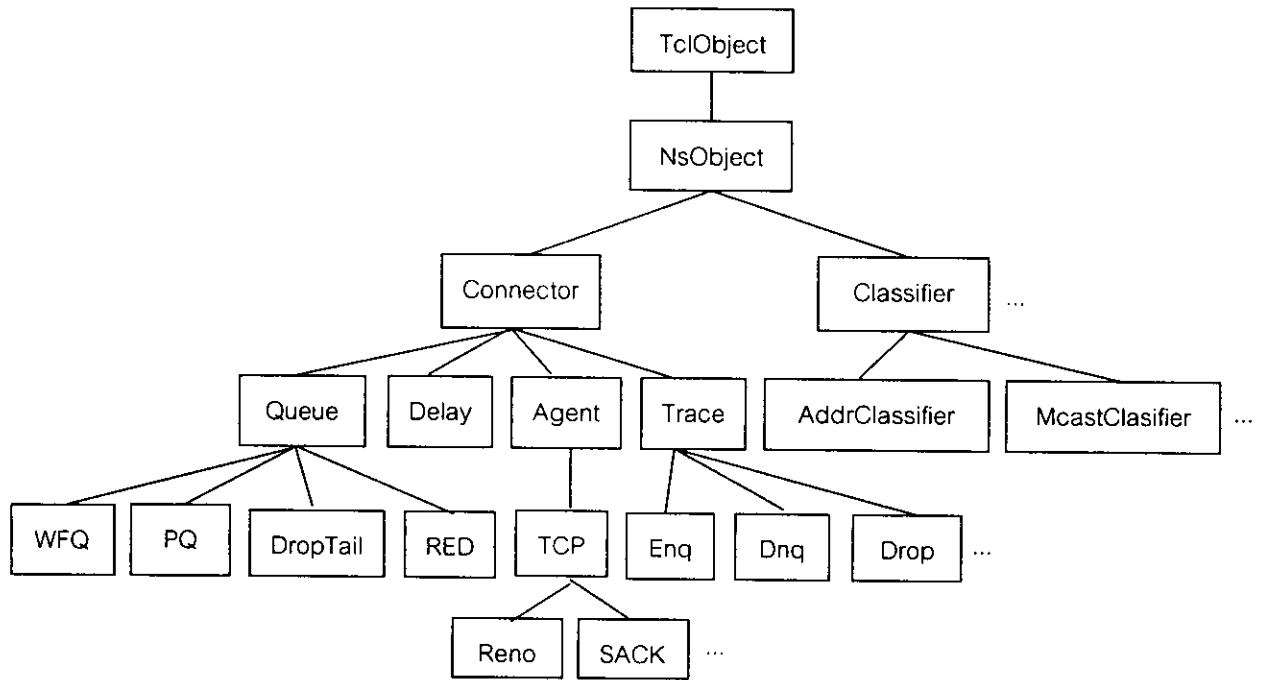 TclObject
NsObject
Connector
Classifier
...
Queue
Delay
Agent
Trace
AddrClassifier
McastClasifier
...
WFQ
PQ
DropTail
RED
TCP
Enq
Dnq
Drop
...
Reno
SACK
...